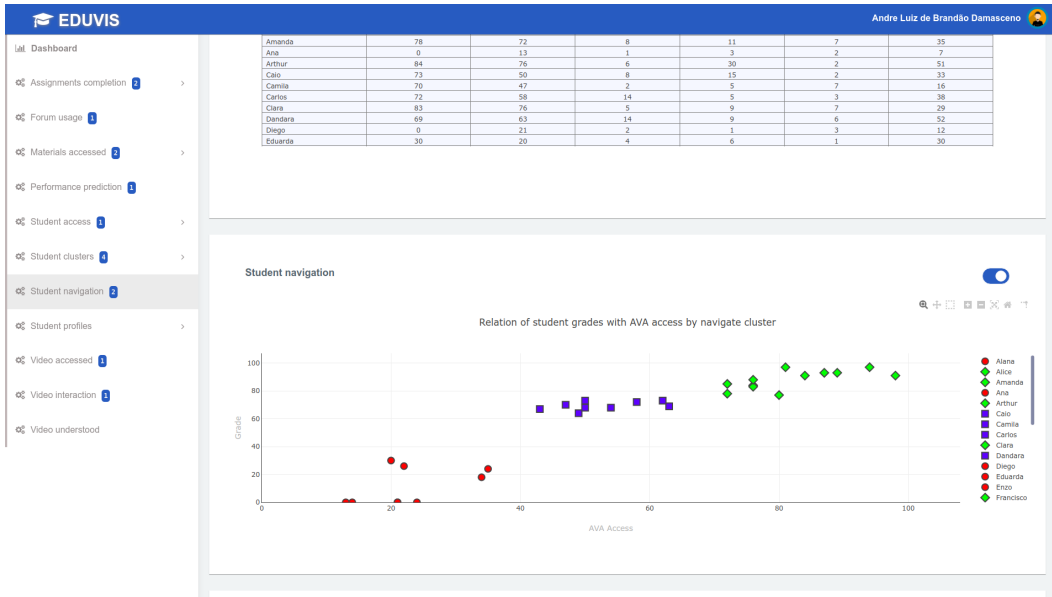 EDUVIS
Andre Luiz de Brandão Damasceno
Dashboard
Assignments completion 2
Forum usage 1
Materials accessed 2
Performance prediction 1
Student access 1
Student clusters 4
Student navigation 2
Student profiles
Video accessed 1
Video interaction 1
Video understood
Amanda 78 72 8 11 7 35
Ana 0 13 1 3 2 7
Arthur 84 76 6 30 2 51
Caio 73 50 8 15 2 33
Camila 70 47 2 5 7 16
Carlos 72 58 14 5 3 38
Clara 83 76 5 9 7 29
Dandara 69 63 14 9 6 52
Diego 0 21 2 1 3 12
Eduarda 30 20 4 6 1 30
Student navigation
Relation of student grades with AVA access by navigate cluster
Grade
100
80
60
40
20
0
0 20 40 60 80 100
AVA Access
Alana
Alice
Amanda
Ana
Arthur
Caio
Camila
Carlos
Clara
Dandara
Diego
Eduarda
Enzo
Francisco